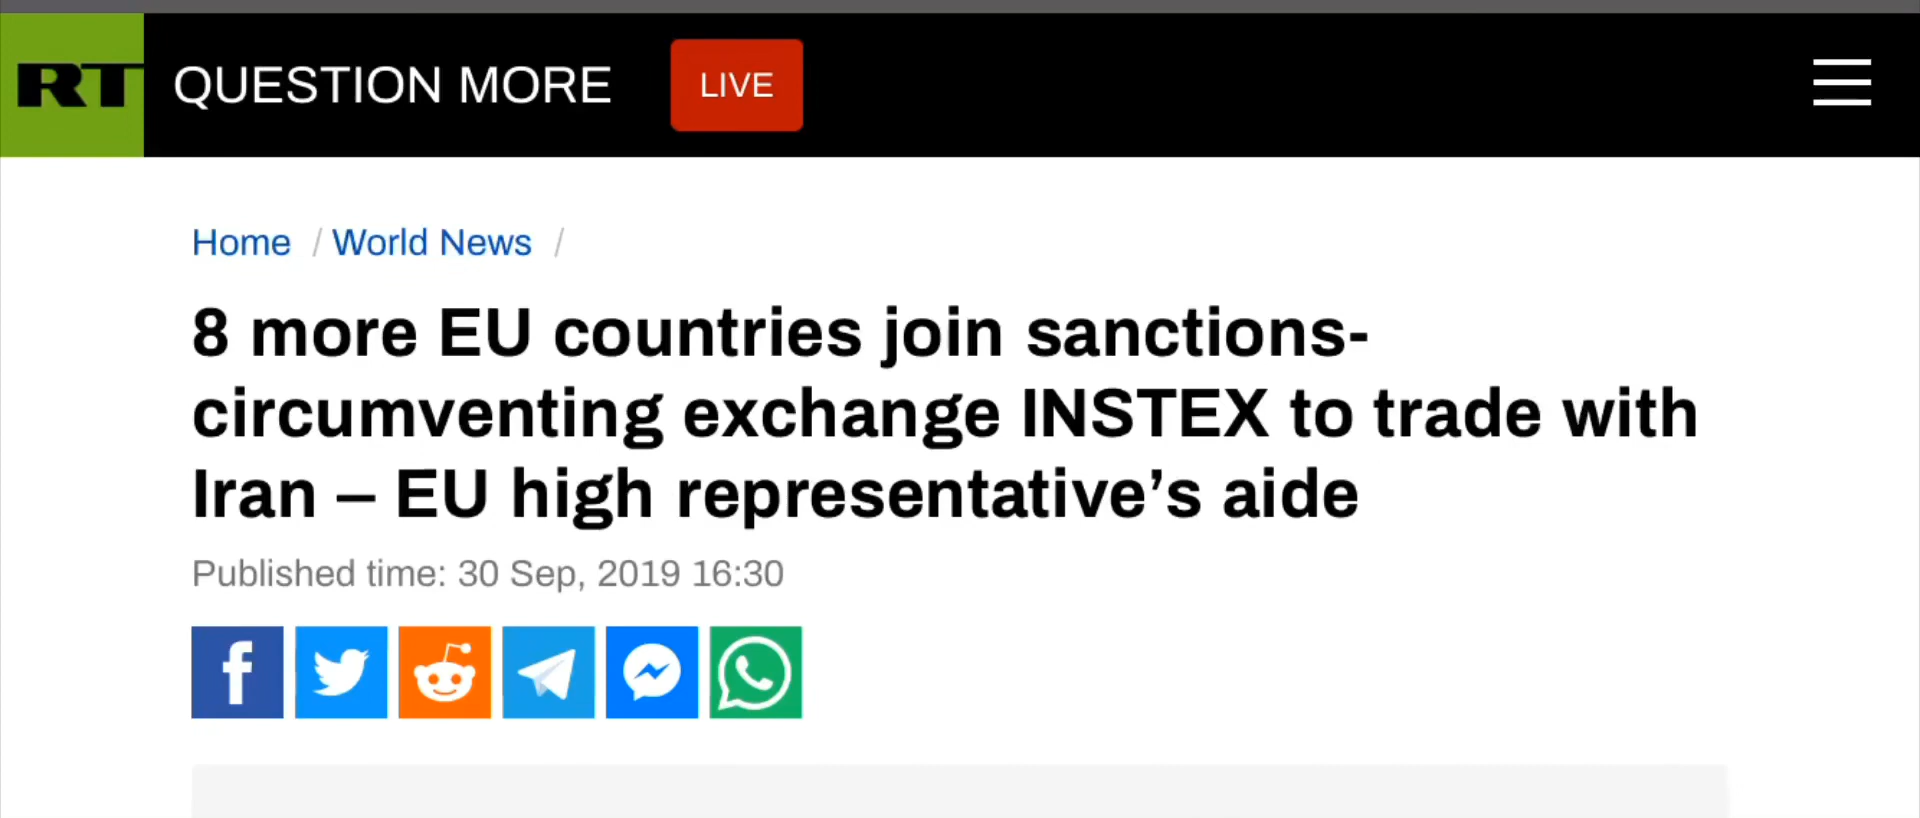 RT QUESTION MORE LIVE
Home / World News /
8 more EU countries join sanctions-
circumventing exchange INSTEX to trade with
Iran – EU high representative’s aide
Published time: 30 Sep, 2019 16:30